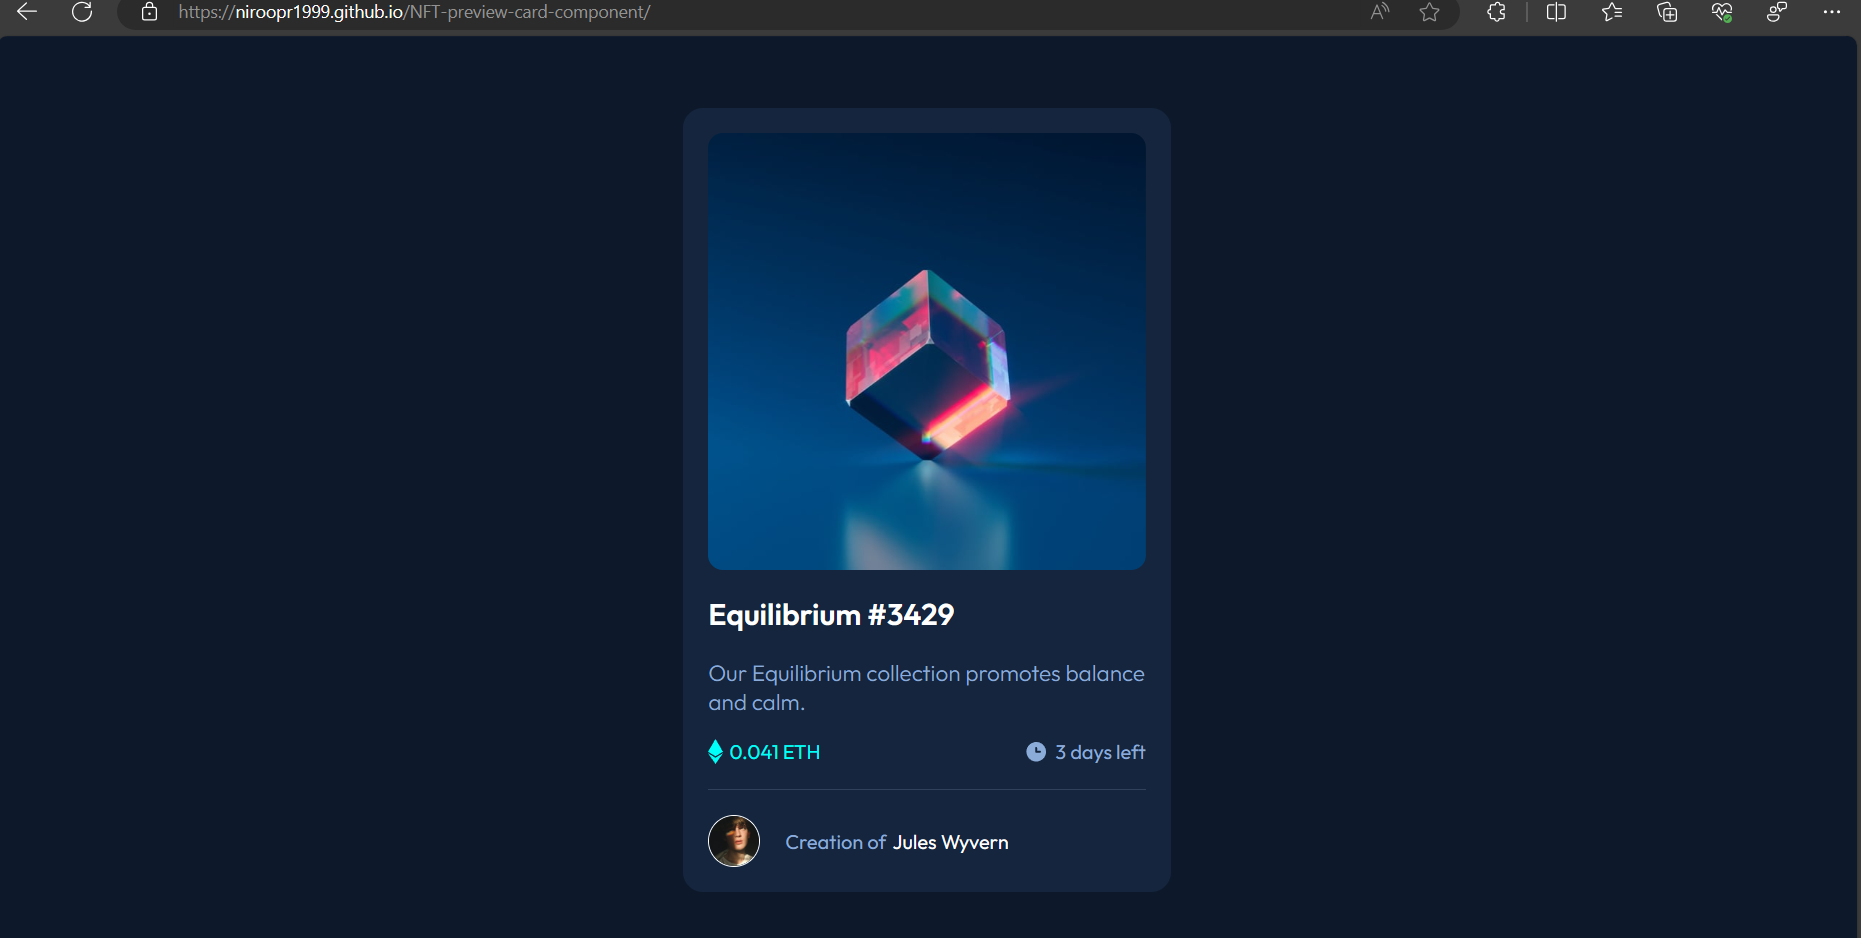 https://niroopr1999.github.io/NFT-preview-card-component/
Equilibrium #3429
Our Equilibrium collection promotes balance
and calm.
0.041 ETH
3 days left
Creation of Jules Wyvern